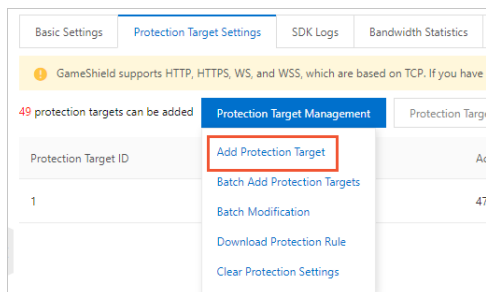 Basic Settings Protection Target Settings SDK Logs Bandwidth Statistics
GameShield supports HTTP, HTTPS, WS, and WSS, which are based on TCP. If you have
49 protection targets can be added Protection Target Management Protection Targ
Protection Target ID Add Protection Target
Batch Add Protection Targets
1 47
Batch Modification
Download Protection Rule
Clear Protection Settings